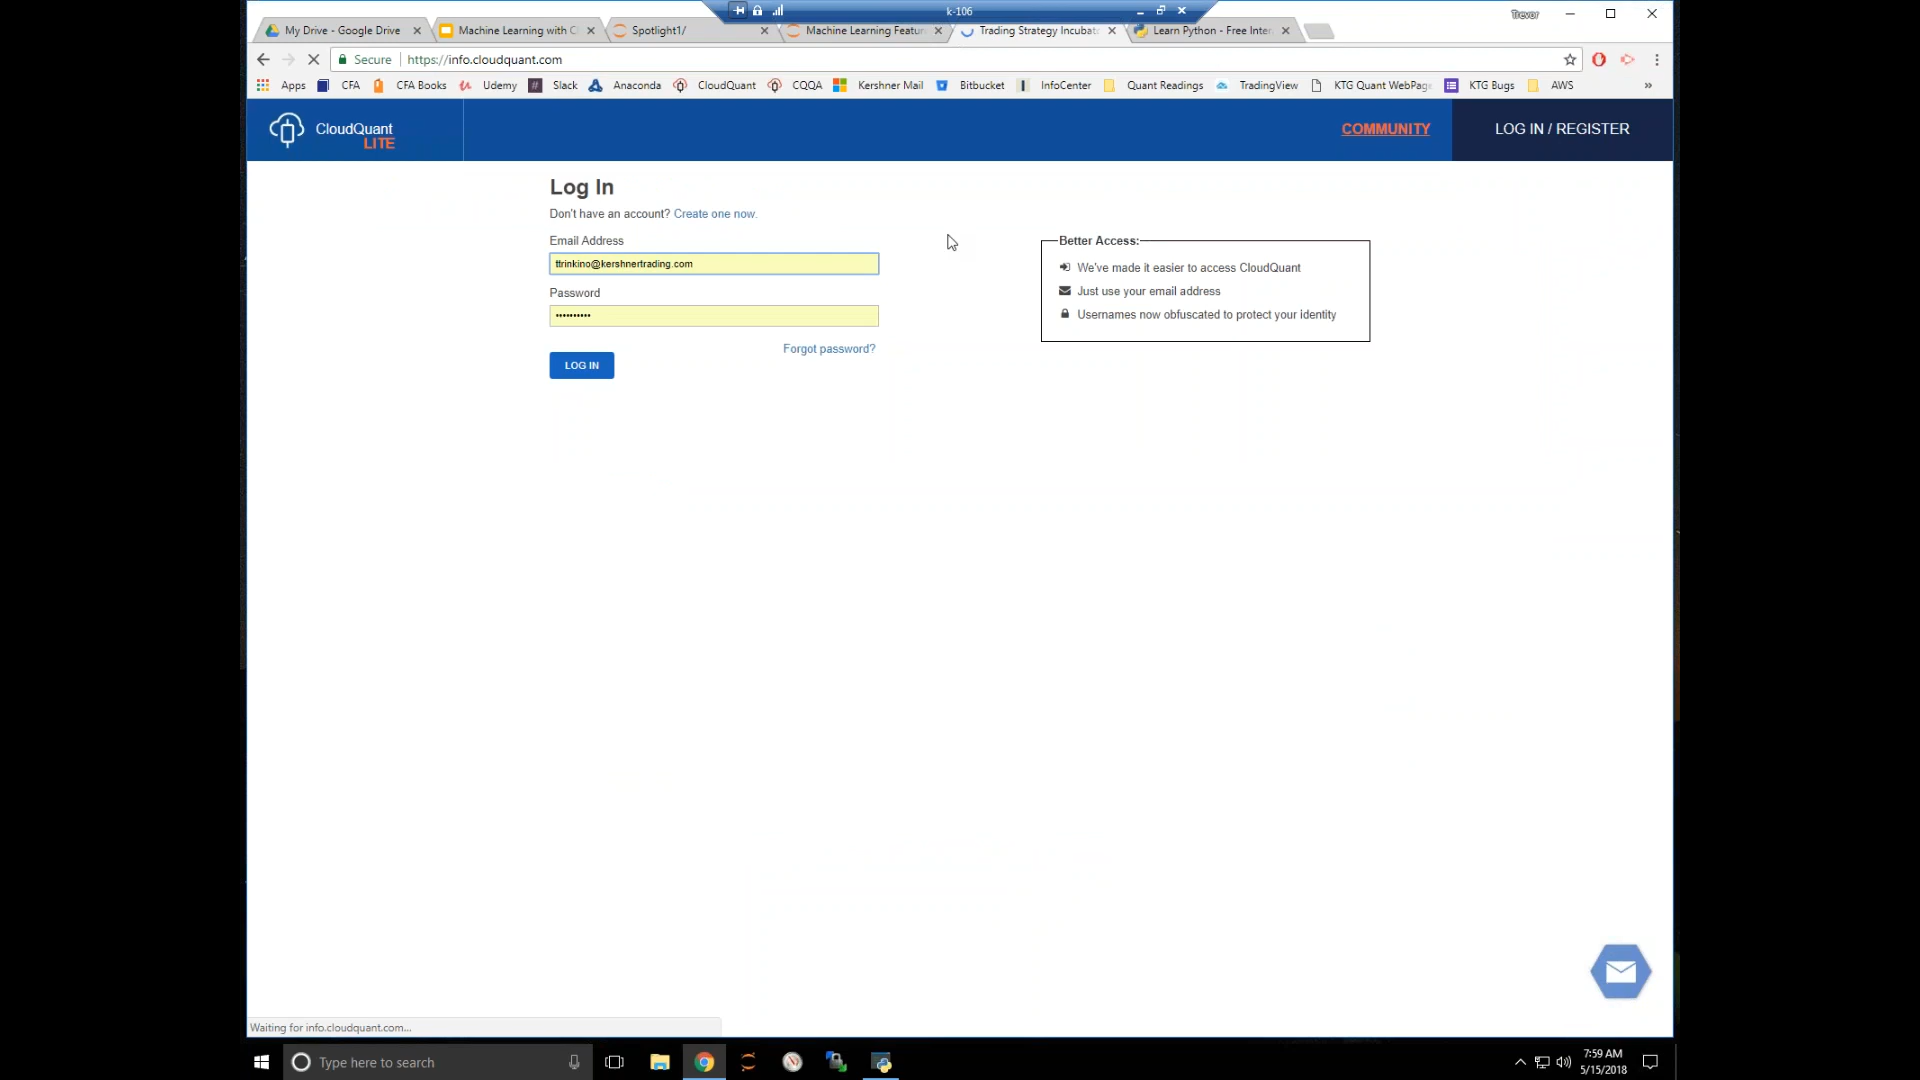 k-106
Trevor
My Drive - Google Drive
Machine Learning with C
Spotlight1/
Machine Learning Featur
Trading Strategy Incubat
Learn Python - Free Inter
Secure
https://info.cloudquant.com
Apps
CFA
CFA Books
Udemy
Slack
Anaconda
CloudQuant
CQQA
Kershner Mail
Bitbucket
InfoCenter
Quant Readings
TradingView
KTG Quant WebPage
KTG Bugs
AWS
»
CloudQuant
LITE
COMMUNITY
LOG IN / REGISTER
Log In
Don't have an account? Create one now.
Email Address
ttrinkino@kershnertrading.com
Password
••••••••••
Forgot password?
LOG IN
Better Access:
We've made it easier to access CloudQuant
Just use your email address
Usernames now obfuscated to protect your identity
Waiting for info.cloudquant.com...
Type here to search
7:59 AM
5/15/2018